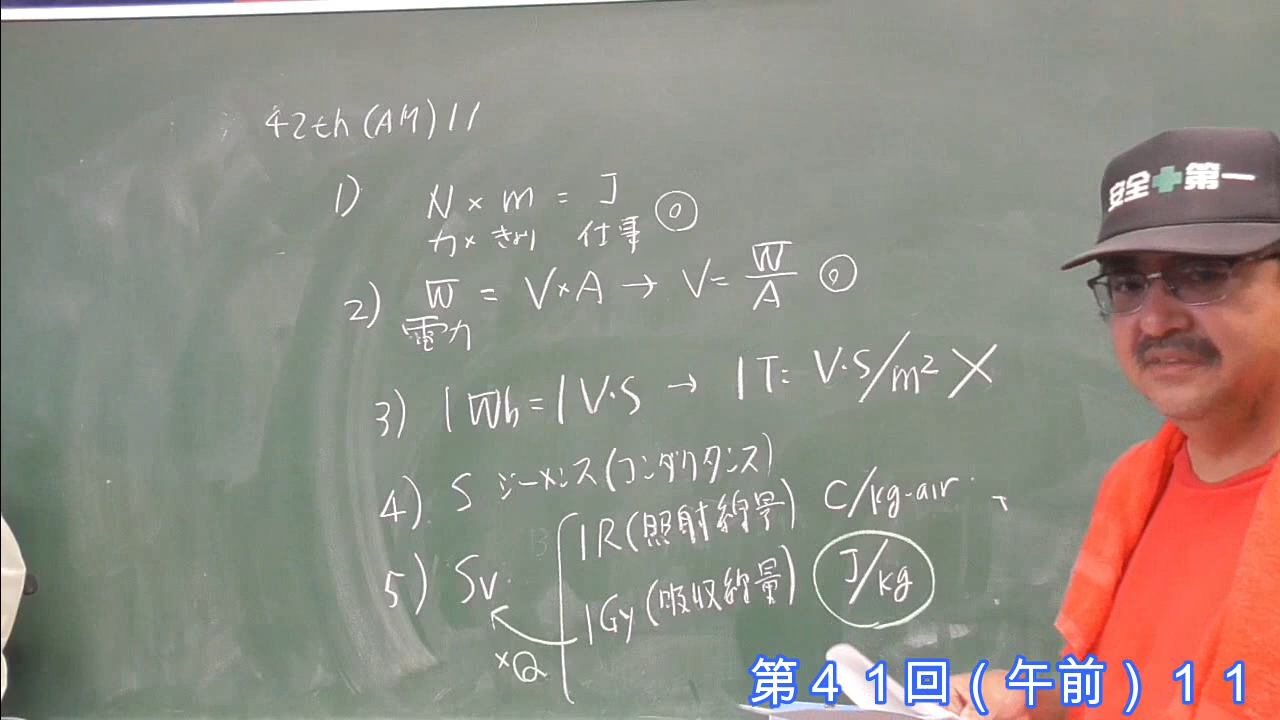 42th (AM) 11
安全✚第一
1) N × m = J ◎
力× きょり 仕事
2) W = V×A → V= W/A ◎
電力
3) 1 Wb = 1 V・S → 1T: V・S/m² ×
4) S ジーメンス(コンダクタンス)
1R(照射線量) C/kg-air
5) Sv
1Gy(吸収線量) J/kg
×Q
第41回(午前)11